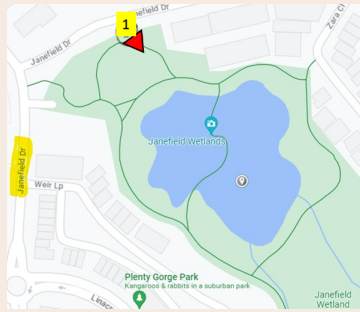 1
Janefield Dr
Janefield Dr
Zara Cl
Janefield Wetlands
Janefield Dr
Weir Lp
Plenty Gorge Park
Kangaroos & rabbits in a suburban park
Janefield
Wetland